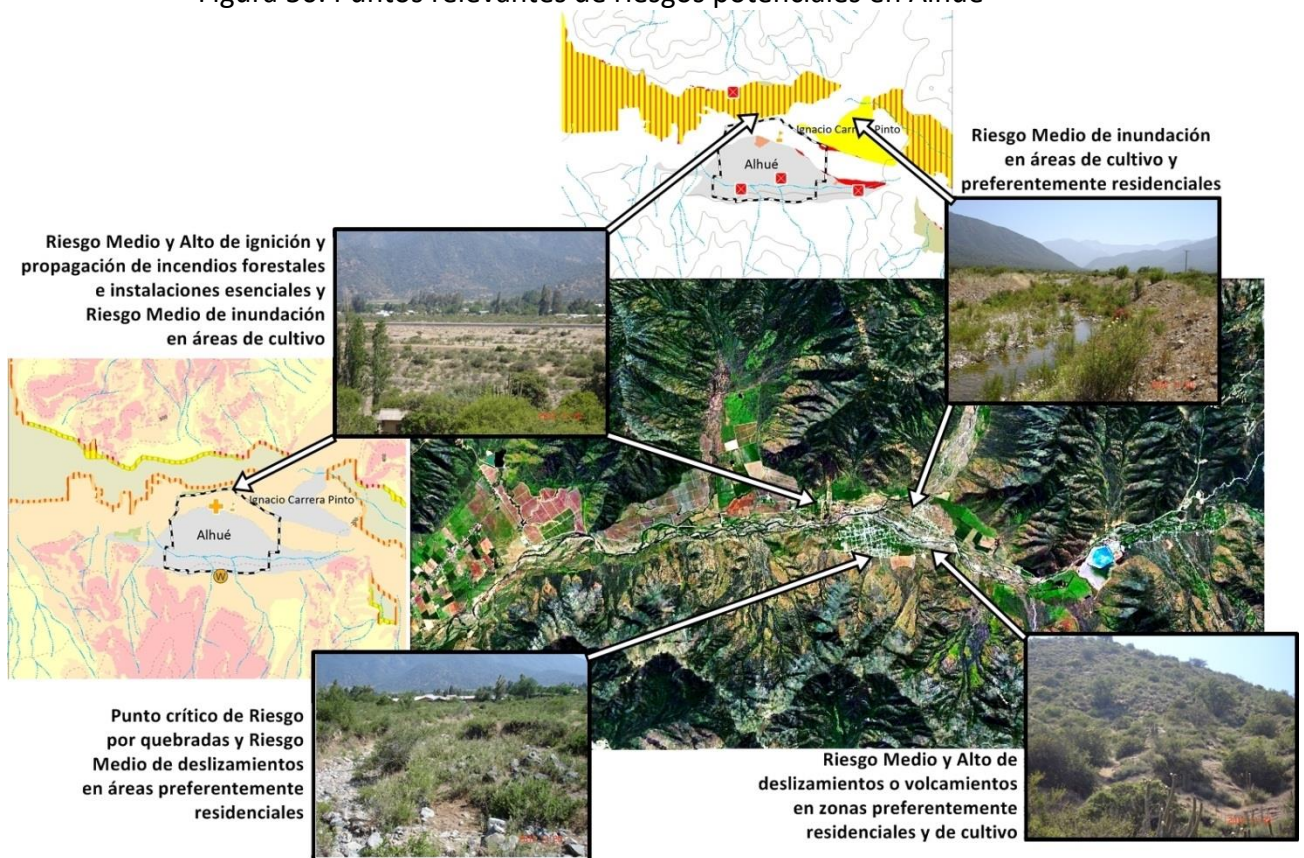 Figura 50. Puntos relevantes de riesgos potenciales en Alhué
Ignacio Carrera Pinto
Alhué
Riesgo Medio de inundación
en áreas de cultivo y
preferentemente residenciales
Riesgo Medio y Alto de ignición y
propagación de incendios forestales
e instalaciones esenciales y
Riesgo Medio de inundación
en áreas de cultivo
Ignacio Carrera Pinto
Alhué
W
Punto crítico de Riesgo
por quebradas y Riesgo
Medio de deslizamientos
en áreas preferentemente
residenciales
Riesgo Medio y Alto de
deslizamientos o volcamientos
en zonas preferentemente
residenciales y de cultivo